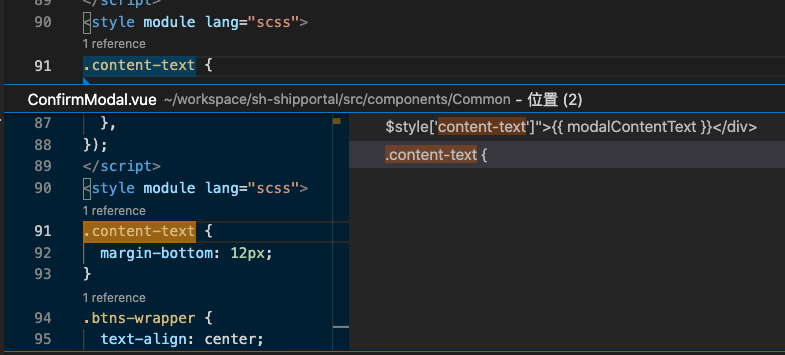 89 </script>
90 <style module lang="scss">
1 reference
91 .content-text {
ConfirmModal.vue ~/workspace/sh-shipportal/src/components/Common - 位置 (2)
87 },
88 });
89 </script>
90 <style module lang="scss">
1 reference
91 .content-text {
92 margin-bottom: 12px;
93 }
1 reference
94 .btns-wrapper {
95 text-align: center;
$style['content-text']">{{ modalContentText }}</div>
.content-text {